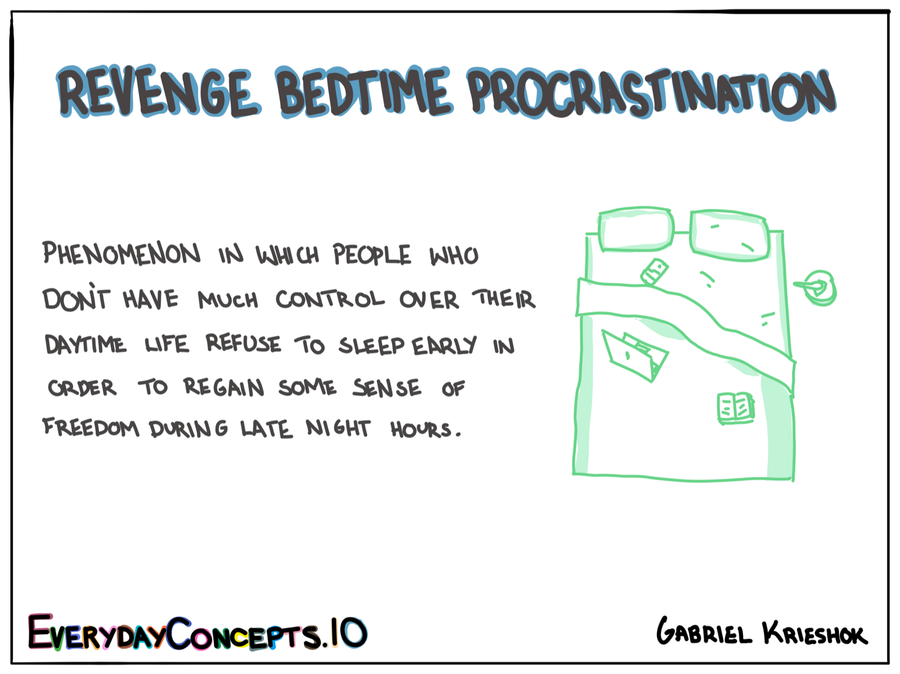 REVENGE BEDTIME PROCRASTINATION
PHENOMENON IN WHICH PEOPLE WHO
DON'T HAVE MUCH CONTROL OVER THEIR
DAYTIME LIFE REFUSE TO SLEEP EARLY IN
ORDER TO REGAIN SOME SENSE OF
FREEDOM DURING LATE NIGHT HOURS.
EVERYDAYCONCEPTS.IO
GABRIEL KRIESHOK